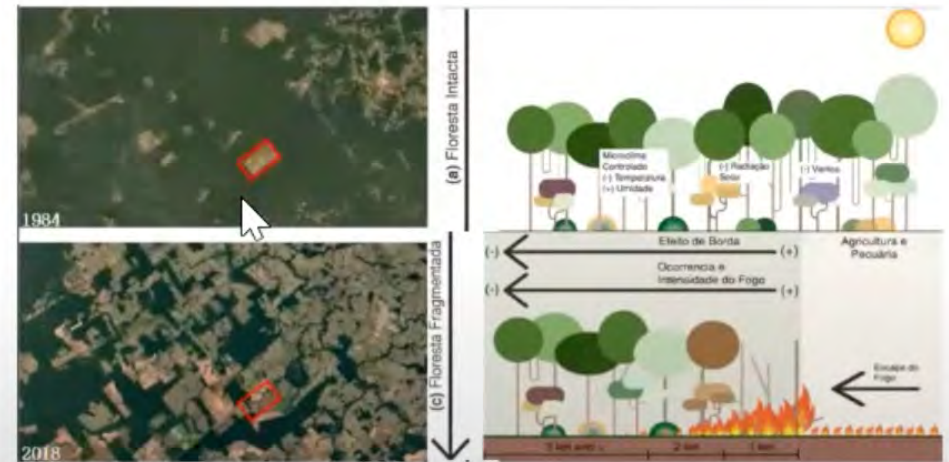 1984
(a) Floresta Intacta
Microclima
Controlado
(-) Temperatura
(+) Umidade
(-) Radiação
Solar
(-) Ventos
2018
(c) Floresta Fragmentada
Efeito de Borda
(-)
(+)
Agricultura e
Pecuária
Ocorrencia e
Intensidade do Fogo
(-)
(+)
Escape do
Fogo
2 km
1 km